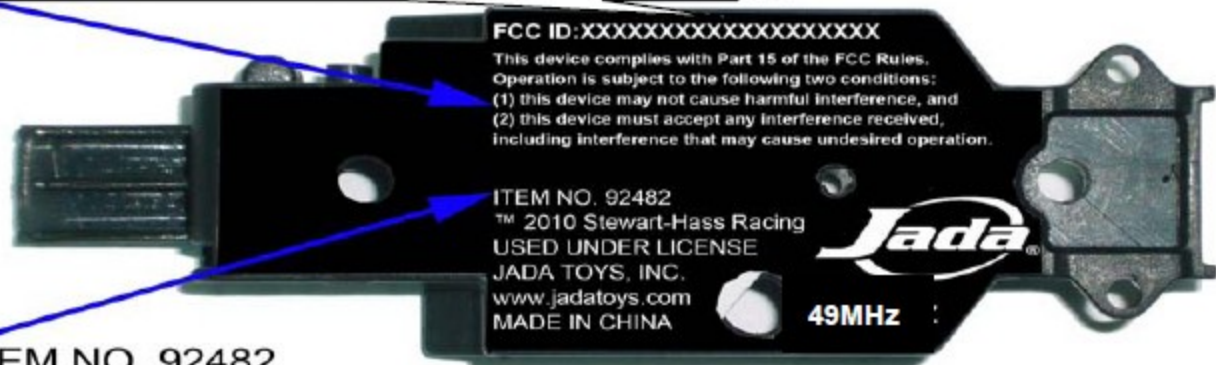 FCC ID:XXXXXXXXXXXXXXXXXXX
This device complies with Part 15 of the FCC Rules.
Operation is subject to the following two conditions:
(1) this device may not cause harmful interference, and
(2) this device must accept any interference received,
including interference that may cause undesired operation.
ITEM NO. 92482
™ 2010 Stewart-Hass Racing
USED UNDER LICENSE
JADA TOYS, INC.
www.jadatoys.com
MADE IN CHINA
Jada®
49MHz :
EM NO. 92482